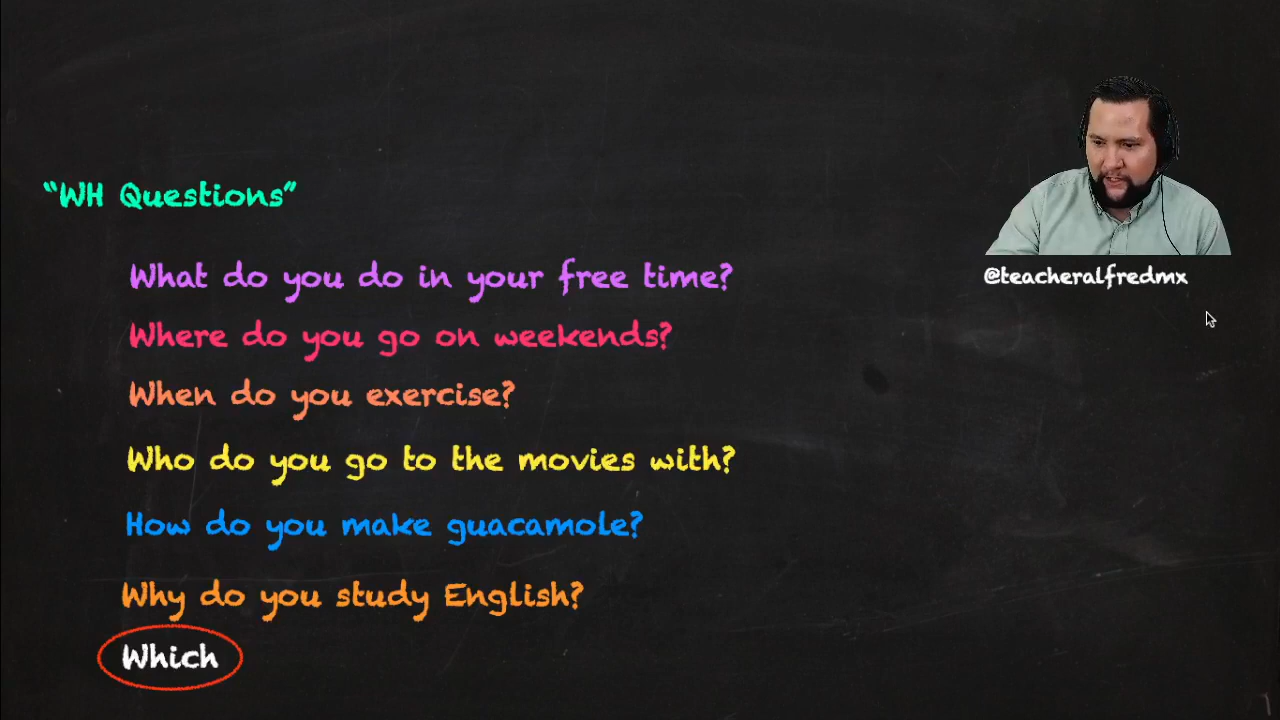 “WH Questions”
What do you do in your free time?
@teacheralfredmx
Where do you go on weekends?
When do you exercise?
Who do you go to the movies with?
How do you make guacamole?
Why do you study English?
Which